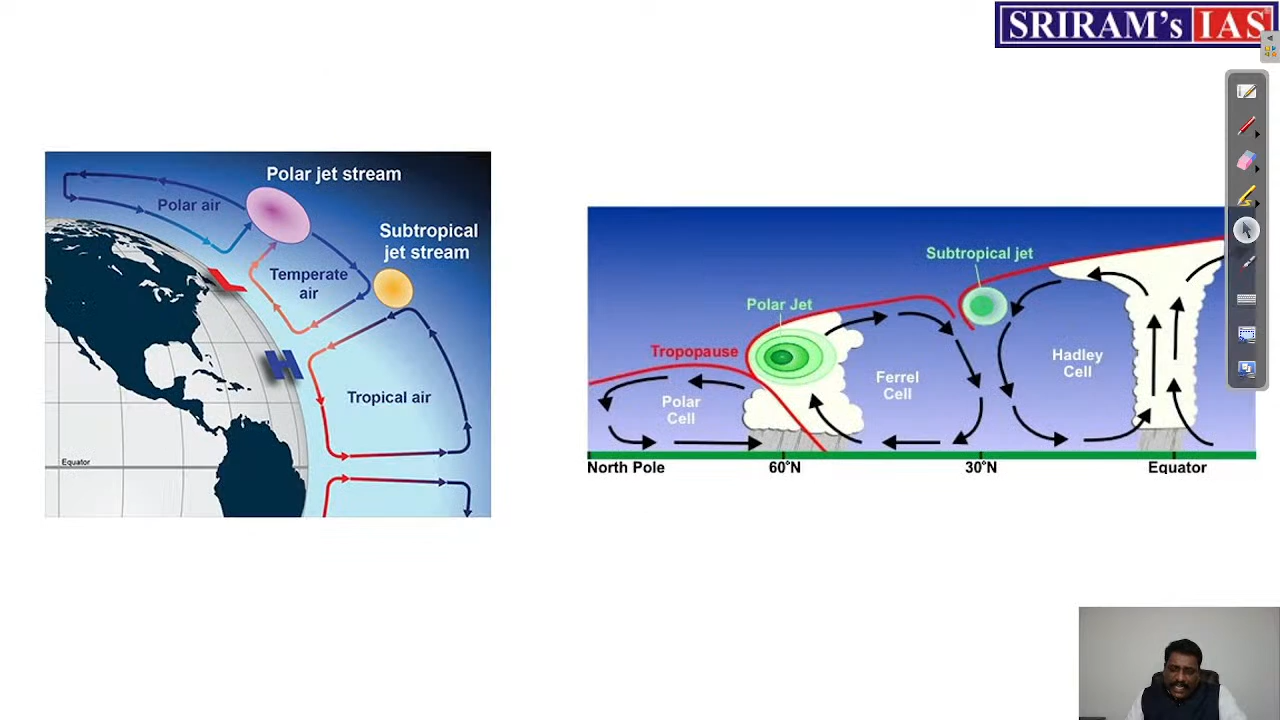 SRIRAM's IAS
Polar jet stream
Polar air
Subtropical
jet stream
Temperate
air
L
H
Tropical air
Equator
Subtropical jet
Polar Jet
Tropopause
Hadley
Cell
Ferrel
Cell
Polar
Cell
North Pole
60°N
30°N
Equator